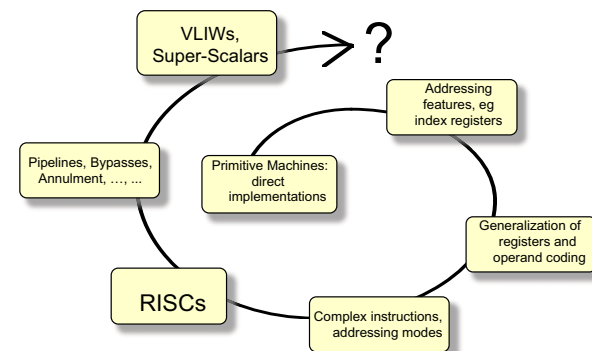 VLIWs,
Super-Scalars
?
Addressing
features, eg
index registers
Pipelines, Bypasses,
Annulment, …, ...
Primitive Machines:
direct
implementations
Generalization of
registers and
operand coding
RISCs
Complex instructions,
addressing modes